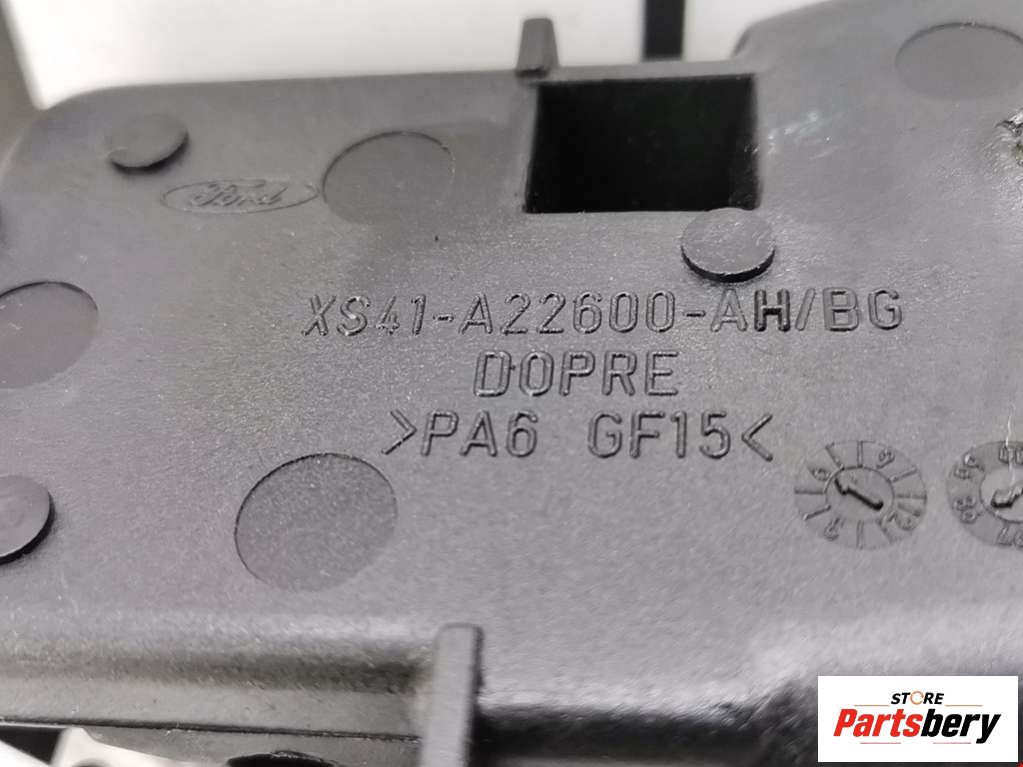 Ford
XS41-A22600-AH/BG
DOPRE
>PA6 GF15<
STORE
Partsbery